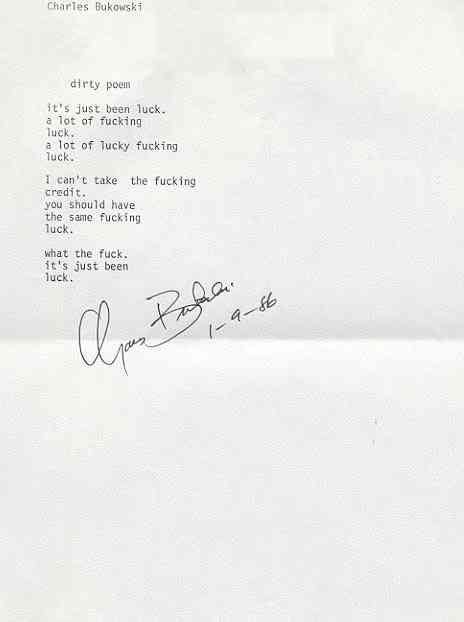 Charles Bukowski
dirty poem
it's just been luck.
a lot of fucking
luck.
a lot of lucky fucking
luck.
I can't take  the fucking
credit.
you should have
the same fucking
luck.
what the fuck.
it's just been
luck.
Chas Bukowski
1-9-86